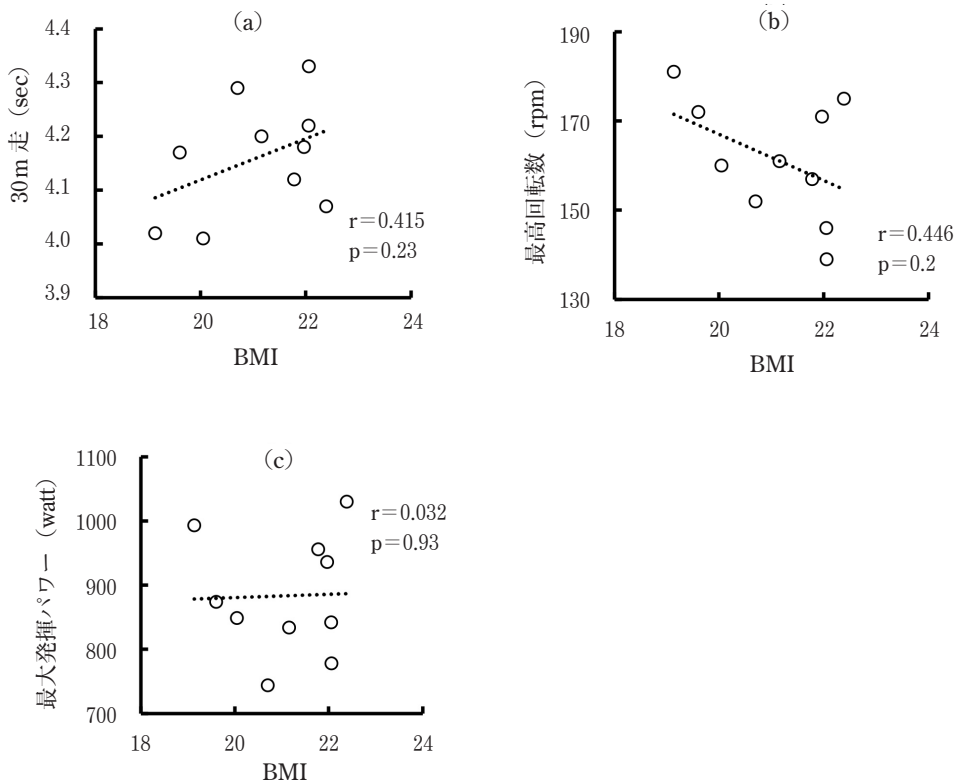 (a)
30m 走 (sec)
4.4
4.3
4.2
4.1
4.0
3.9
r=0.415
p=0.23
18 20 22 24
BMI
(b)
最高回転数 (rpm)
190
170
150
130
r=0.446
p=0.2
18 20 22 24
BMI
(c)
最大発揮パワー (watt)
1100
1000
900
800
700
r=0.032
p=0.93
18 20 22 24
BMI